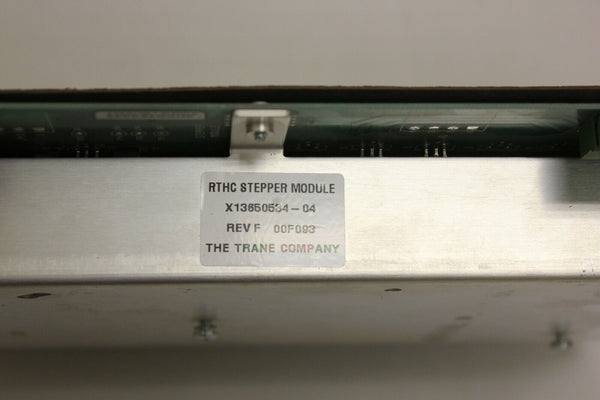 RTHC STEPPER MODULE
X13650534-04
REV F 00F093
THE TRANE COMPANY